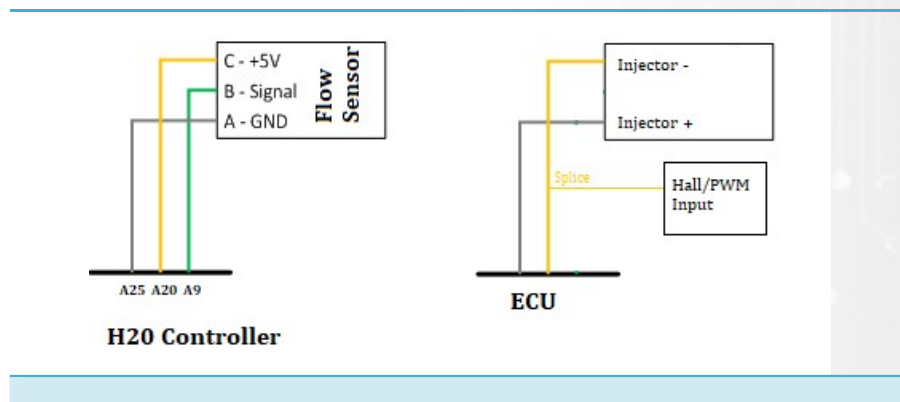 C - +5V
B - Signal
A - GND
Flow
Sensor
A25 A20 A9
H20 Controller
Injector -
Injector +
Splice
Hall/PWM
Input
ECU